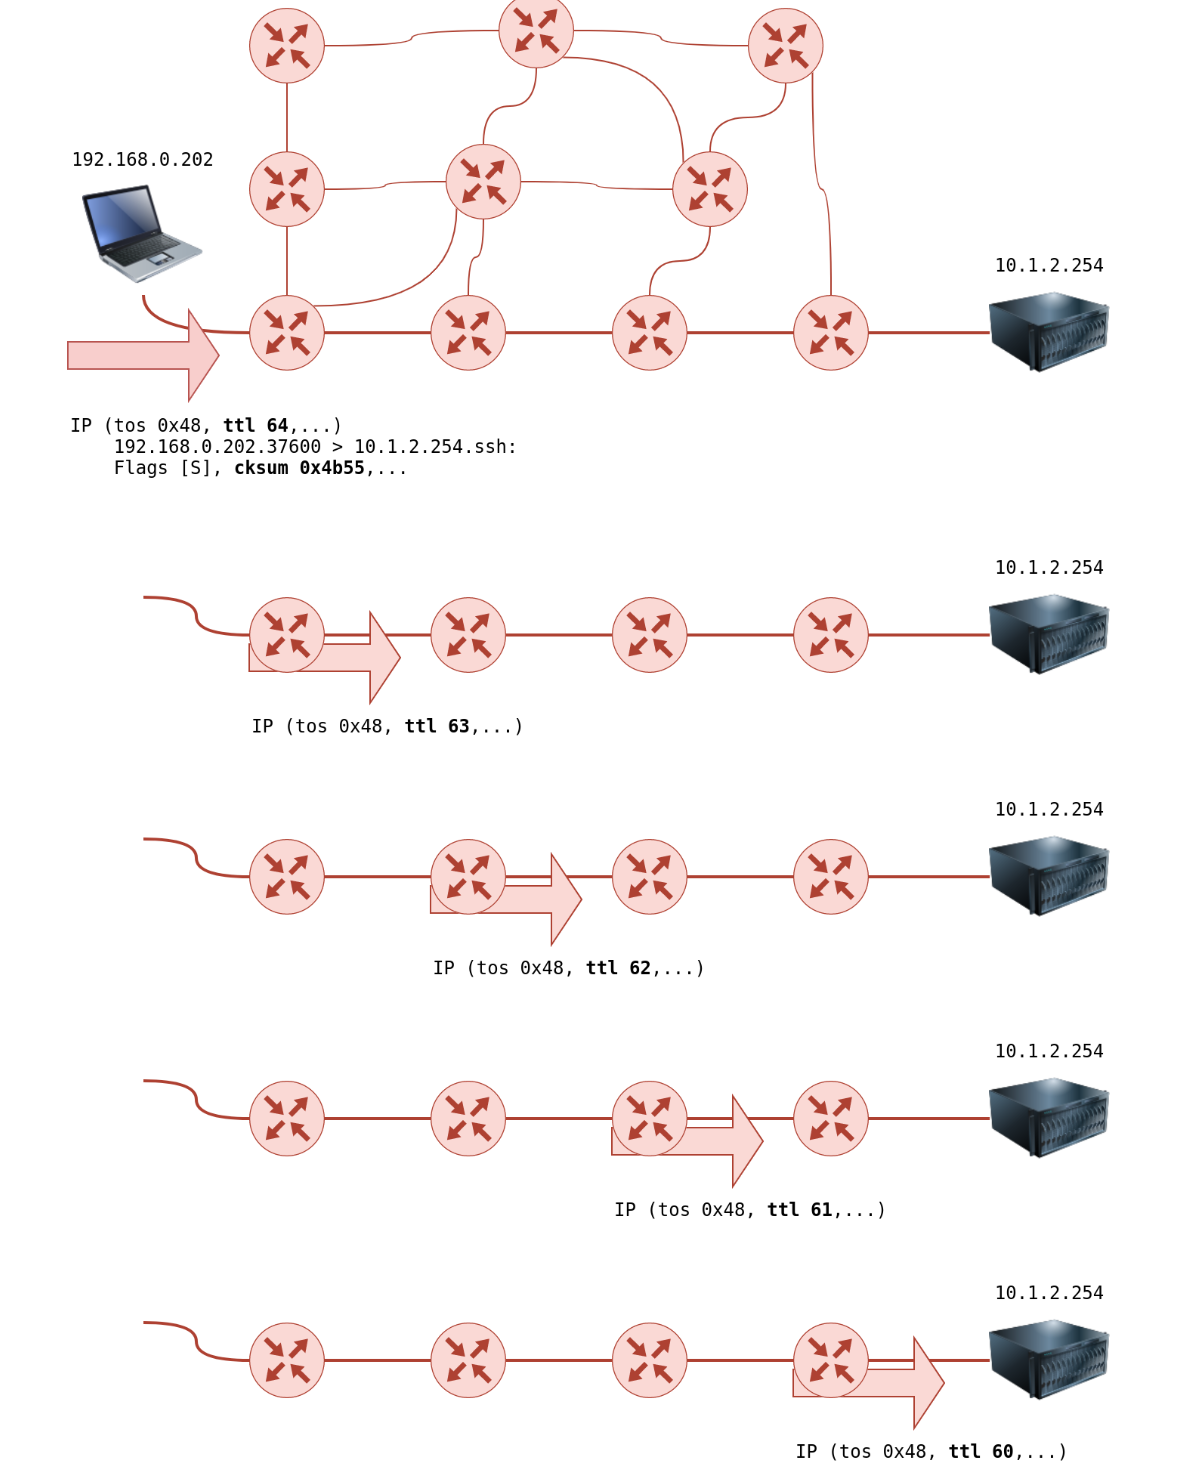 192.168.0.202
10.1.2.254
IP (tos 0x48, ttl 64,...)
192.168.0.202.37600 > 10.1.2.254.ssh:
Flags [S], cksum 0x4b55,...
10.1.2.254
IP (tos 0x48, ttl 63,...)
10.1.2.254
IP (tos 0x48, ttl 62,...)
10.1.2.254
IP (tos 0x48, ttl 61,...)
10.1.2.254
IP (tos 0x48, ttl 60,...)